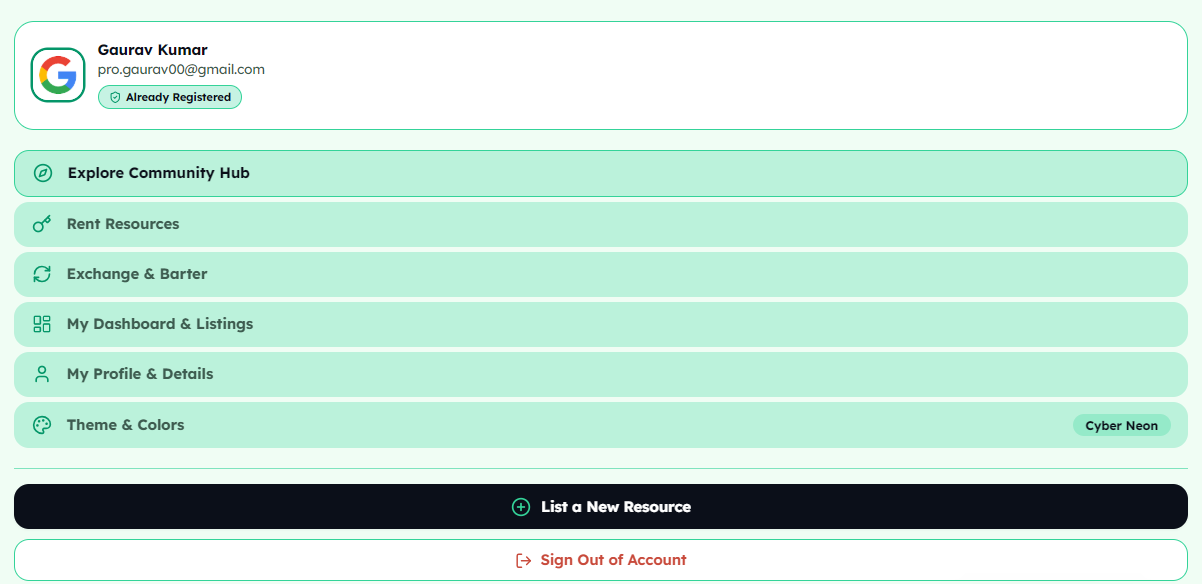 Gaurav Kumar
pro.gaurav00@gmail.com
Already Registered
Explore Community Hub
Rent Resources
Exchange & Barter
My Dashboard & Listings
My Profile & Details
Theme & Colors
Cyber Neon
List a New Resource
Sign Out of Account